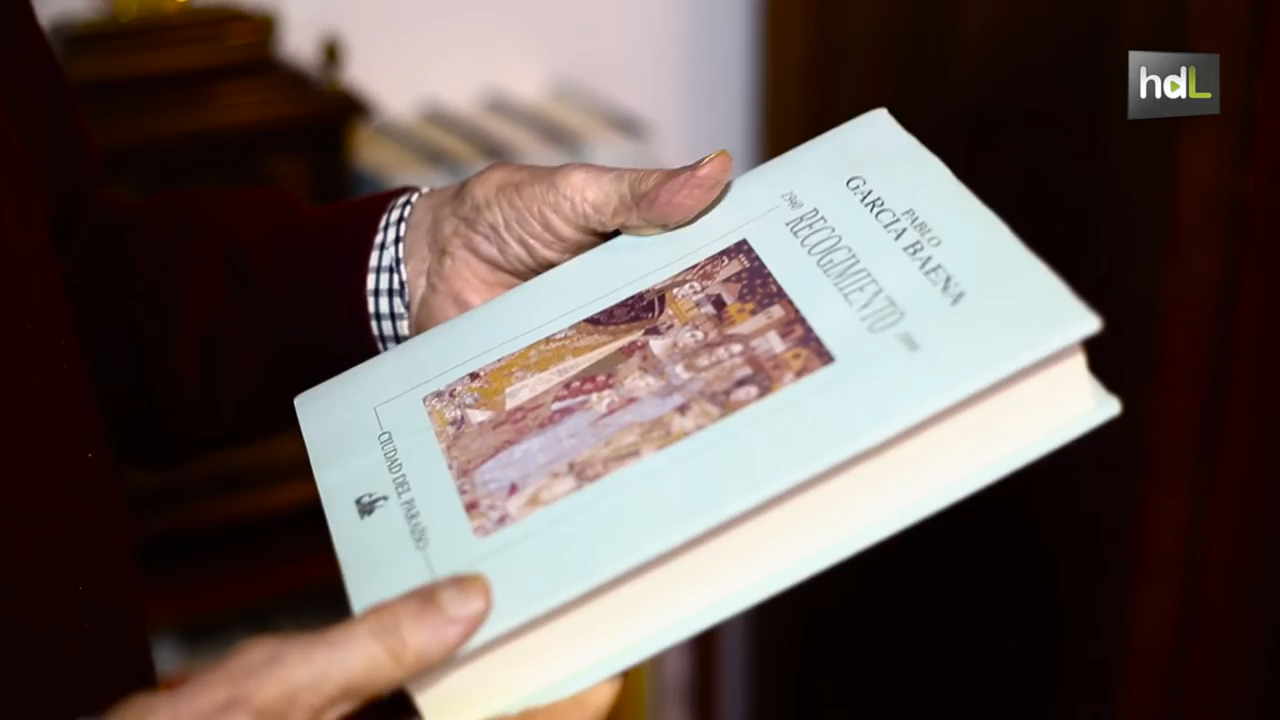 PABLO
GARCÍA BAENA
1940 RECOGIMIENTO 2000
CIUDAD DEL PARAÍSO
hdL